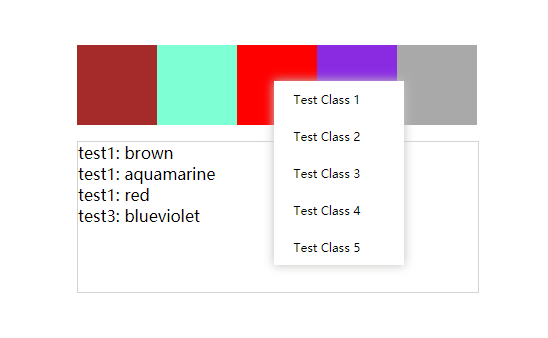 Test Class 1
Test Class 2
Test Class 3
Test Class 4
Test Class 5
test1: brown
test1: aquamarine
test1: red
test3: blueviolet